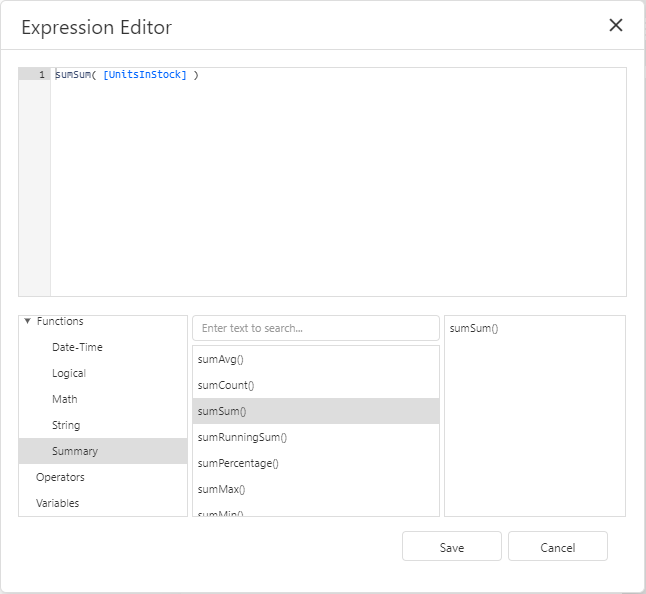 Expression Editor
1 sumSum( [UnitsInStock] )
Functions
Date-Time
Logical
Math
String
Summary
Operators
Variables
Enter text to search...
sumAvg()
sumCount()
sumSum()
sumRunningSum()
sumPercentage()
sumMax()
sumMin()
sumSum()
Save
Cancel